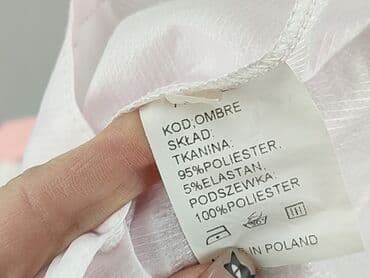 KOD,OMBRE
SKŁAD:
TKANINA:
95%POLIESTER,
5%ELASTAN,
PODSZEWKA:
100%POLIESTER
IN POLAND